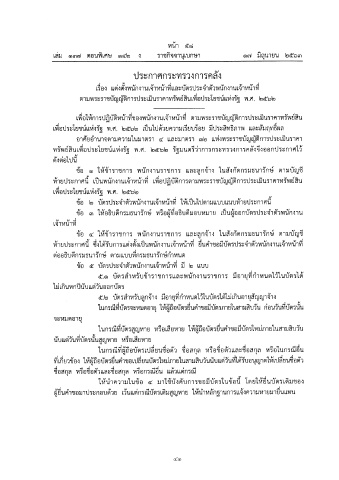 หน้า ๕๘
เล่ม ๑๓๗ ตอนพิเศษ ๑๔๒ ง ราชกิจจานุเบกษา ๑๗ มิถุนายน ๒๕๖๓
ประกาศกระทรวงการคลัง
เรื่อง แต่งตั้งพนักงานเจ้าหน้าที่และบัตรประจำตัวพนักงานเจ้าหน้าที่
ตามพระราชบัญญัติการประเมินราคาทรัพย์สินเพื่อประโยชน์แห่งรัฐ พ.ศ. ๒๕๖๒
เพื่อให้การปฏิบัติหน้าที่ของพนักงานเจ้าหน้าที่ ตามพระราชบัญญัติการประเมินราคาทรัพย์สิน
เพื่อประโยชน์แห่งรัฐ พ.ศ. ๒๕๖๒ เป็นไปด้วยความเรียบร้อย มีประสิทธิภาพ และสัมฤทธิ์ผล
อาศัยอำนาจตามความในมาตรา ๔ และมาตรา ๓๒ แห่งพระราชบัญญัติการประเมินราคา
ทรัพย์สินเพื่อประโยชน์แห่งรัฐ พ.ศ. ๒๕๖๒ รัฐมนตรีว่าการกระทรวงการคลังจึงออกประกาศไว้
ดังต่อไปนี้
ข้อ ๑ ให้ข้าราชการ พนักงานราชการ และลูกจ้าง ในสังกัดกรมธนารักษ์ ตามบัญชี
ท้ายประกาศนี้ เป็นพนักงานเจ้าหน้าที่ เพื่อปฏิบัติการตามพระราชบัญญัติการประเมินราคาทรัพย์สิน
เพื่อประโยชน์แห่งรัฐ พ.ศ. ๒๕๖๒
ข้อ ๒ บัตรประจำตัวพนักงานเจ้าหน้าที่ ให้เป็นไปตามแบบแนบท้ายประกาศนี้
ข้อ ๓ ให้อธิบดีกรมธนารักษ์ หรือผู้ที่อธิบดีมอบหมาย เป็นผู้ออกบัตรประจำตัวพนักงาน
เจ้าหน้าที่
ข้อ ๔ ให้ข้าราชการ พนักงานราชการ และลูกจ้าง ในสังกัดกรมธนารักษ์ ตามบัญชี
ท้ายประกาศนี้ ซึ่งได้รับการแต่งตั้งเป็นพนักงานเจ้าหน้าที่ ยื่นคำขอมีบัตรประจำตัวพนักงานเจ้าหน้าที่
ต่ออธิบดีกรมธนารักษ์ ตามแบบที่กรมธนารักษ์กำหนด
ข้อ ๕ บัตรประจำตัวพนักงานเจ้าหน้าที่ มี ๒ แบบ
๕.๑ บัตรสำหรับข้าราชการและพนักงานราชการ มีอายุที่กำหนดไว้ในบัตรได้
ไม่เกินหกปีนับแต่วันออกบัตร
๕.๒ บัตรสำหรับลูกจ้าง มีอายุที่กำหนดไว้ในบัตรได้ไม่เกินอายุสัญญาจ้าง
ในกรณีที่บัตรจะหมดอายุ ให้ผู้ถือบัตรยื่นคำขอมีบัตรภายในสามสิบวัน ก่อนวันที่บัตรนั้น
จะหมดอายุ
ในกรณีที่บัตรสูญหาย หรือเสียหาย ให้ผู้ถือบัตรยื่นคำขอมีบัตรใหม่ภายในสามสิบวัน
นับแต่วันที่บัตรนั้นสูญหาย หรือเสียหาย
ในกรณีที่ผู้ถือบัตรเปลี่ยนชื่อตัว ชื่อสกุล หรือชื่อตัวและชื่อสกุล หรือในกรณีอื่น
ที่เกี่ยวข้อง ให้ผู้ถือบัตรยื่นคำขอเปลี่ยนบัตรใหม่ภายในสามสิบวันนับแต่วันที่ได้รับอนุญาตให้เปลี่ยนชื่อตัว
ชื่อสกุล หรือชื่อตัวและชื่อสกุล หรือกรณีอื่น แล้วแต่กรณี
ให้นำความในข้อ ๔ มาใช้บังคับการขอมีบัตรในข้อนี้ โดยให้ยื่นบัตรเดิมของ
ผู้ยื่นคำขอมาประกอบด้วย เว้นแต่กรณีบัตรเดิมสูญหาย ให้นำหลักฐานการแจ้งความหายมายื่นแทน